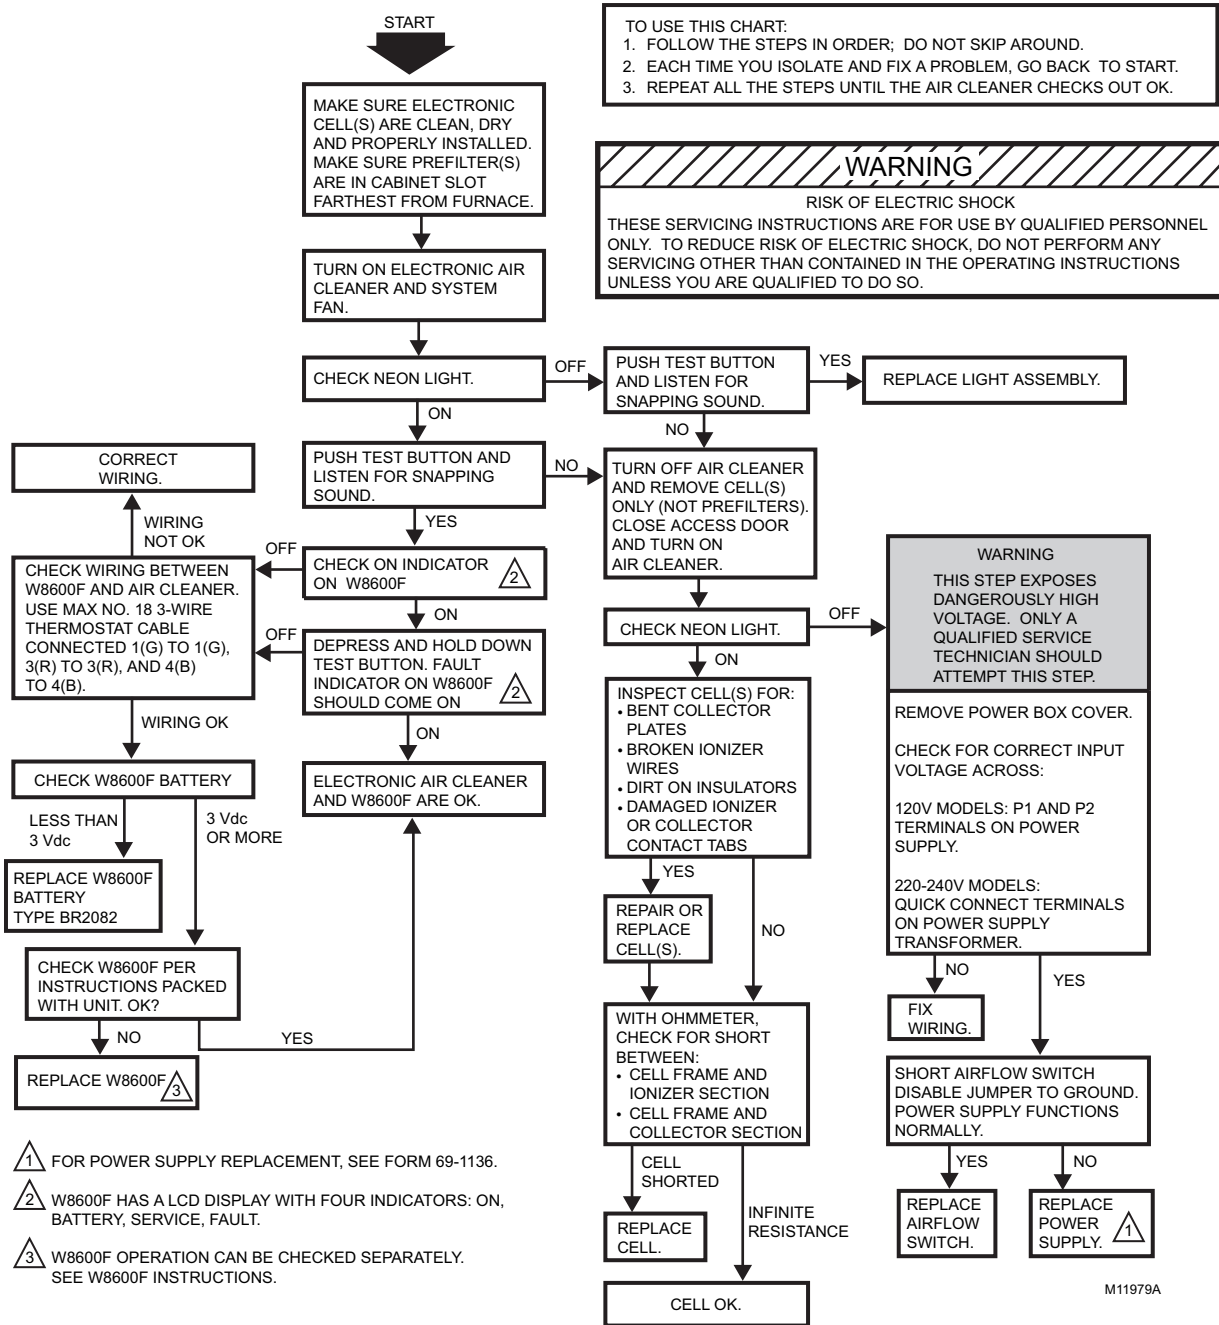 START
TO USE THIS CHART:
1. FOLLOW THE STEPS IN ORDER; DO NOT SKIP AROUND.
2. EACH TIME YOU ISOLATE AND FIX A PROBLEM, GO BACK TO START.
3. REPEAT ALL THE STEPS UNTIL THE AIR CLEANER CHECKS OUT OK.
MAKE SURE ELECTRONIC
CELL(S) ARE CLEAN, DRY
AND PROPERLY INSTALLED.
MAKE SURE PREFILTER(S)
ARE IN CABINET SLOT
FARTHEST FROM FURNACE.
WARNING
RISK OF ELECTRIC SHOCK
THESE SERVICING INSTRUCTIONS ARE FOR USE BY QUALIFIED PERSONNEL
ONLY. TO REDUCE RISK OF ELECTRIC SHOCK, DO NOT PERFORM ANY
SERVICING OTHER THAN CONTAINED IN THE OPERATING INSTRUCTIONS
UNLESS YOU ARE QUALIFIED TO DO SO.
TURN ON ELECTRONIC AIR
CLEANER AND SYSTEM
FAN.
CHECK NEON LIGHT.
OFF
PUSH TEST BUTTON
AND LISTEN FOR
SNAPPING SOUND.
YES
REPLACE LIGHT ASSEMBLY.
ON
NO
PUSH TEST BUTTON AND
LISTEN FOR SNAPPING
SOUND.
NO
TURN OFF AIR CLEANER
AND REMOVE CELL(S)
ONLY (NOT PREFILTERS).
CLOSE ACCESS DOOR
AND TURN ON
AIR CLEANER.
YES
CORRECT
WIRING.
WIRING
NOT OK
CHECK ON INDICATOR
ON W8600F
2
OFF
CHECK WIRING BETWEEN
W8600F AND AIR CLEANER.
USE MAX NO. 18 3-WIRE
THERMOSTAT CABLE
CONNECTED 1(G) TO 1(G),
3(R) TO 3(R), AND 4(B)
TO 4(B).
ON
OFF
DEPRESS AND HOLD DOWN
TEST BUTTON. FAULT
INDICATOR ON W8600F
SHOULD COME ON
2
ON
WIRING OK
CHECK W8600F BATTERY
ELECTRONIC AIR CLEANER
AND W8600F ARE OK.
LESS THAN
3 Vdc
3 Vdc
OR MORE
REPLACE W8600F
BATTERY
TYPE BR2082
CHECK W8600F PER
INSTRUCTIONS PACKED
WITH UNIT. OK?
NO
YES
REPLACE W8600F
3
CHECK NEON LIGHT.
OFF
ON
INSPECT CELL(S) FOR:
• BENT COLLECTOR
PLATES
• BROKEN IONIZER
WIRES
• DIRT ON INSULATORS
• DAMAGED IONIZER
OR COLLECTOR
CONTACT TABS
YES
NO
REPAIR OR
REPLACE
CELL(S).
WITH OHMMETER,
CHECK FOR SHORT
BETWEEN:
• CELL FRAME AND
IONIZER SECTION
• CELL FRAME AND
COLLECTOR SECTION
CELL
SHORTED
INFINITE
RESISTANCE
REPLACE
CELL.
CELL OK.
WARNING
THIS STEP EXPOSES
DANGEROUSLY HIGH
VOLTAGE. ONLY A
QUALIFIED SERVICE
TECHNICIAN SHOULD
ATTEMPT THIS STEP.
REMOVE POWER BOX COVER.
CHECK FOR CORRECT INPUT
VOLTAGE ACROSS:
120V MODELS: P1 AND P2
TERMINALS ON POWER
SUPPLY.
220-240V MODELS:
QUICK CONNECT TERMINALS
ON POWER SUPPLY
TRANSFORMER.
NO
YES
FIX
WIRING.
SHORT AIRFLOW SWITCH
DISABLE JUMPER TO GROUND.
POWER SUPPLY FUNCTIONS
NORMALLY.
YES
NO
REPLACE
AIRFLOW
SWITCH.
REPLACE
POWER
SUPPLY.
1
1 FOR POWER SUPPLY REPLACEMENT, SEE FORM 69-1136.
2 W8600F HAS A LCD DISPLAY WITH FOUR INDICATORS: ON,
BATTERY, SERVICE, FAULT.
3 W8600F OPERATION CAN BE CHECKED SEPARATELY.
SEE W8600F INSTRUCTIONS.
M11979A